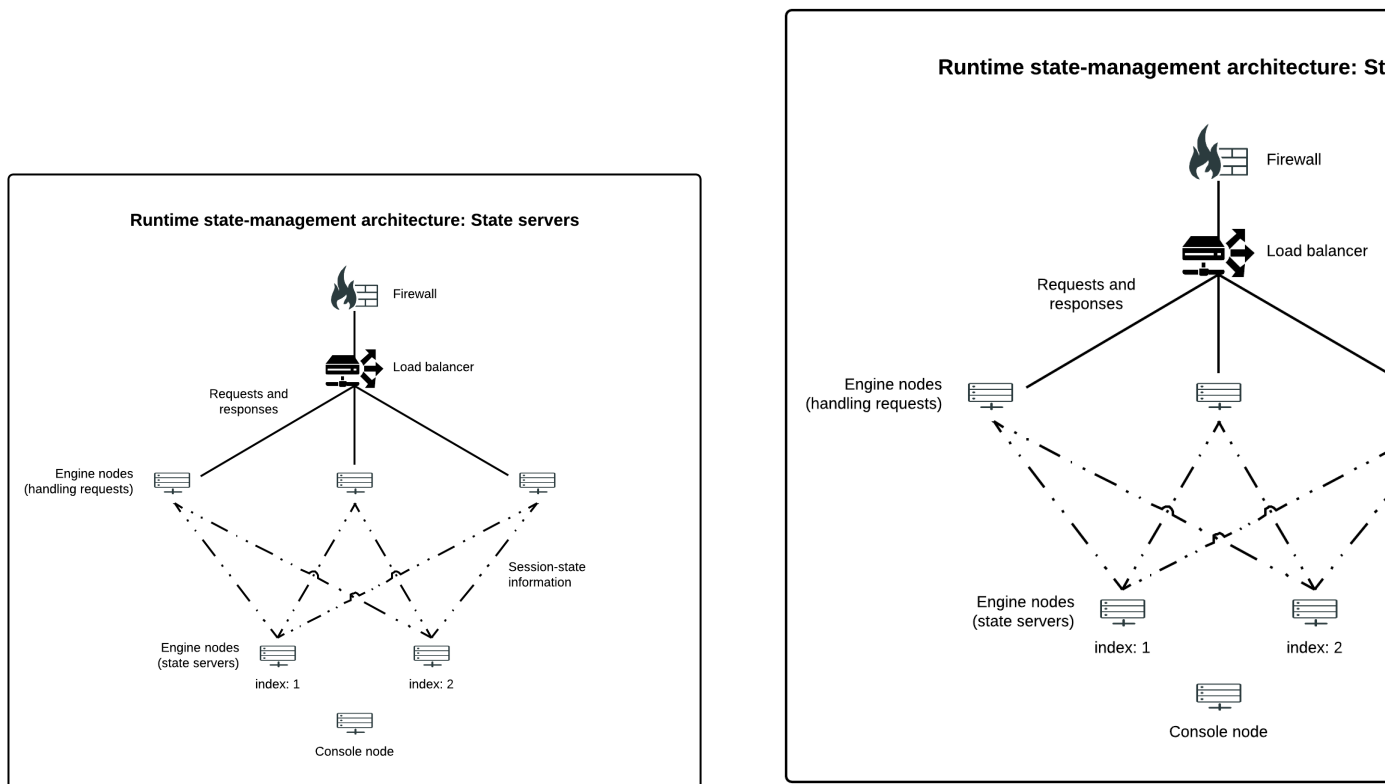 Runtime state-management architecture: State servers
Firewall
Load balancer
Requests and
responses
Engine nodes
(handling requests)
Session-state
information
Engine nodes
(state servers)
index: 1
index: 2
Console node
Runtime state-management architecture: St
Firewall
Load balancer
Requests and
responses
Engine nodes
(handling requests)
Engine nodes
(state servers)
index: 1
index: 2
Console node